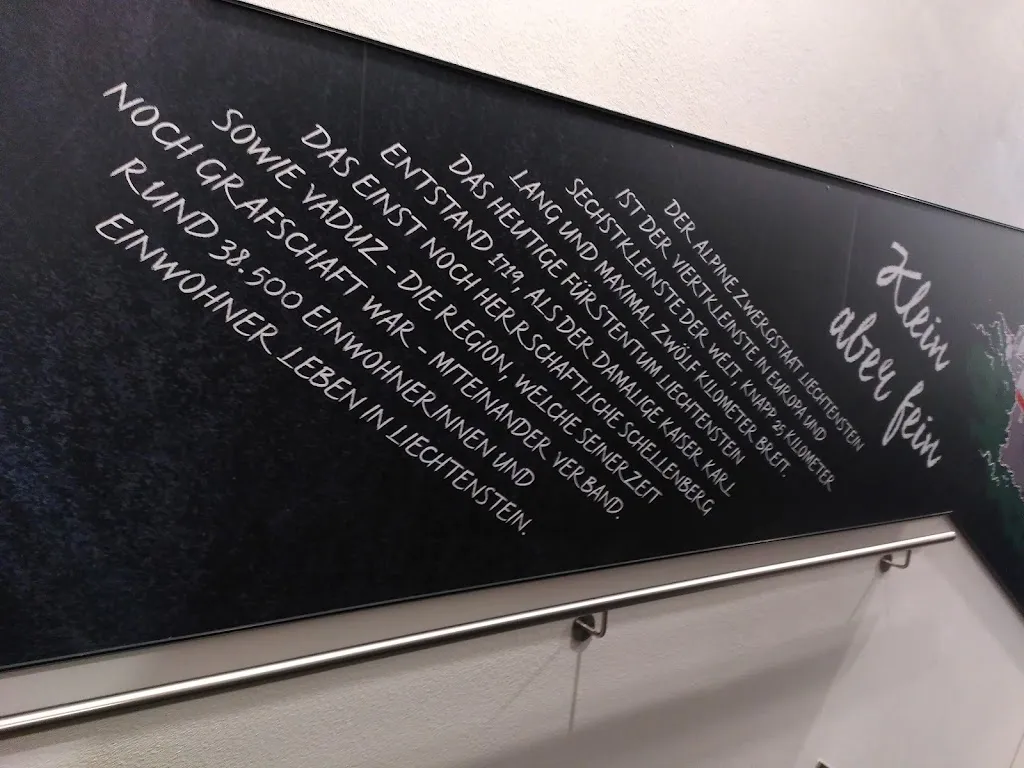 Klein
aber fein
DER ALPINE ZWERGSTAAT LIECHTENSTEIN
IST DER VIERTKLEINSTE IN EUROPA UND
SECHSTKLEINSTE DER WELT, KNAPP 25 KILOMETER
LANG UND MAXIMAL ZWÖLF KILOMETER BREIT.
DAS HEUTIGE FÜRSTENTUM LIECHTENSTEIN
ENTSTAND 1719, ALS DER DAMALIGE KAISER KARL
DAS EINST NOCH HERRSCHAFTLICHE SCHELLENBERG
SOWIE VADUZ - DIE REGION, WELCHE SEINERZEIT
NOCH GRAFSCHAFT WAR - MITEINANDER VERBAND.
RUND 38.500 EINWOHNERINNEN UND
EINWOHNER LEBEN IN LIECHTENSTEIN.